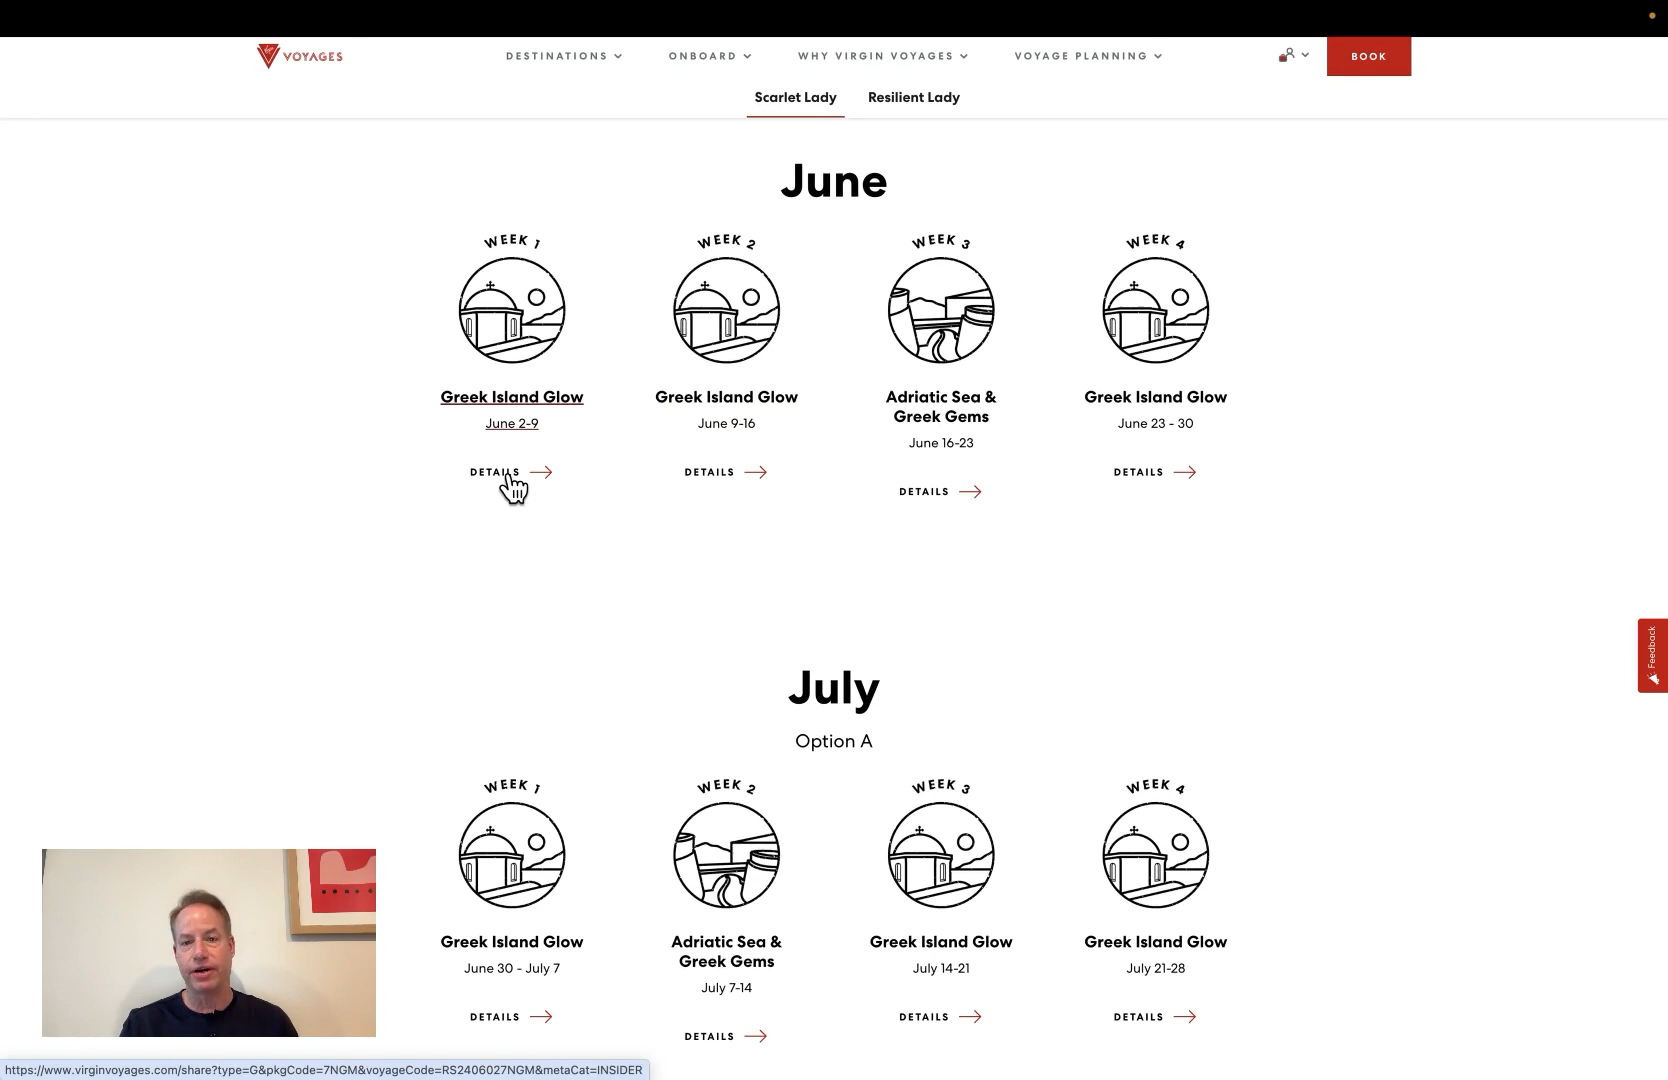 VOYAGES
DESTINATIONS
ONBOARD
WHY VIRGIN VOYAGES
VOYAGE PLANNING
BOOK
Scarlet Lady
Resilient Lady
June
WEEK 1
WEEK 2
WEEK 3
WEEK 4
Greek Island Glow
June 2-9
DETAILS
Greek Island Glow
June 9-16
DETAILS
Adriatic Sea &
Greek Gems
June 16-23
DETAILS
Greek Island Glow
June 23 - 30
DETAILS
Feedback
July
Option A
WEEK 1
WEEK 2
WEEK 3
WEEK 4
Greek Island Glow
June 30 - July 7
DETAILS
Adriatic Sea &
Greek Gems
July 7-14
DETAILS
Greek Island Glow
July 14-21
DETAILS
Greek Island Glow
July 21-28
DETAILS
https://www.virginvoyages.com/share?type=G&pkgCode=7NGM&voyageCode=RS2406027NGM&metaCat=INSIDER